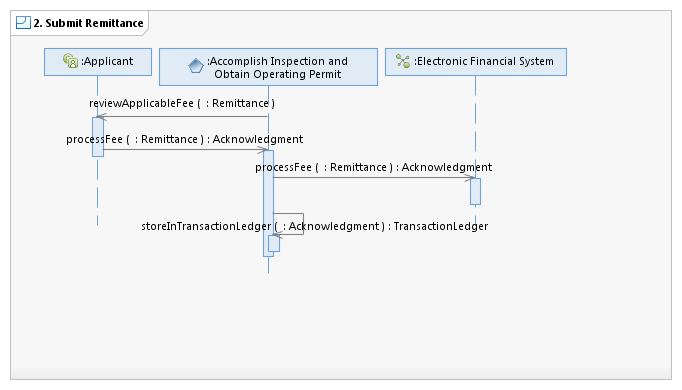 2. Submit Remittance
:Applicant
:Accomplish Inspection and
Obtain Operating Permit
:Electronic Financial System
reviewApplicableFee ( : Remittance )
processFee ( : Remittance ) : Acknowledgment
processFee ( : Remittance ) : Acknowledgment
storeInTransactionLedger ( : Acknowledgment ) : TransactionLedger